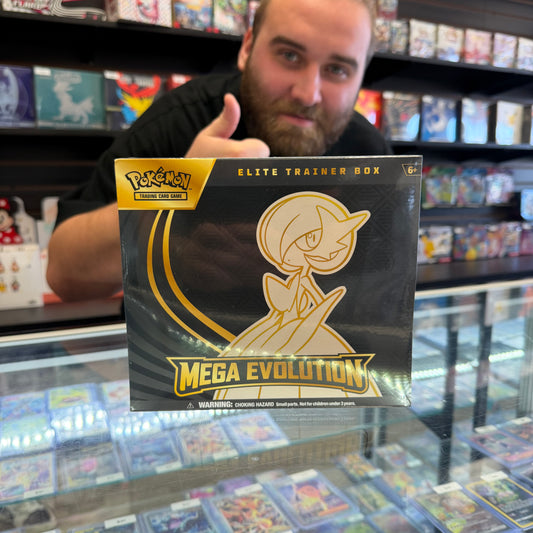 Pokémon
TRADING CARD GAME
ELITE TRAINER BOX
6+
MEGA EVOLUTION
WARNING: CHOKING HAZARD Small parts. Not for children under 3 years.